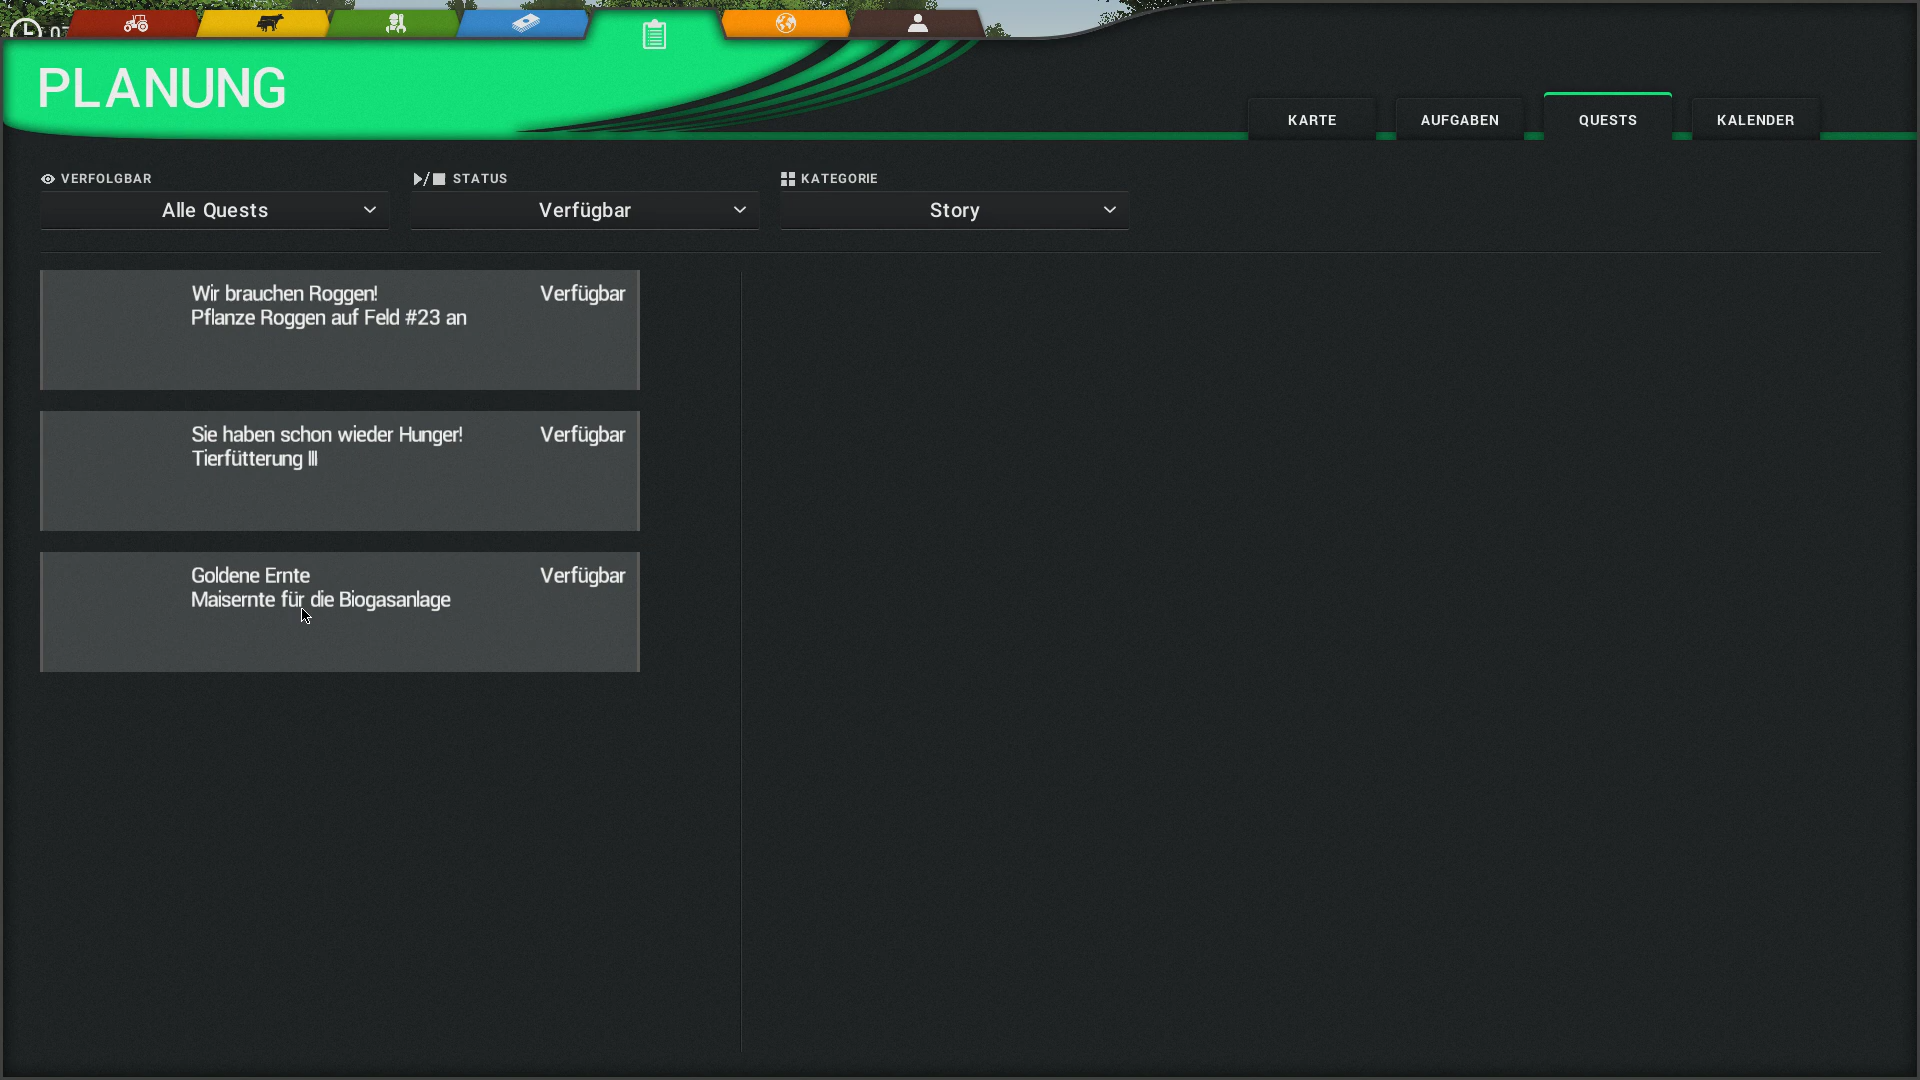 PLANUNG
KARTE
AUFGABEN
QUESTS
KALENDER
VERFOLGBAR
STATUS
KATEGORIE
Alle Quests
Verfügbar
Story
Wir brauchen Roggen!
Verfügbar
Pflanze Roggen auf Feld #23 an
Sie haben schon wieder Hunger!
Verfügbar
Tierfütterung III
Goldene Ernte
Verfügbar
Maisernte für die Biogasanlage